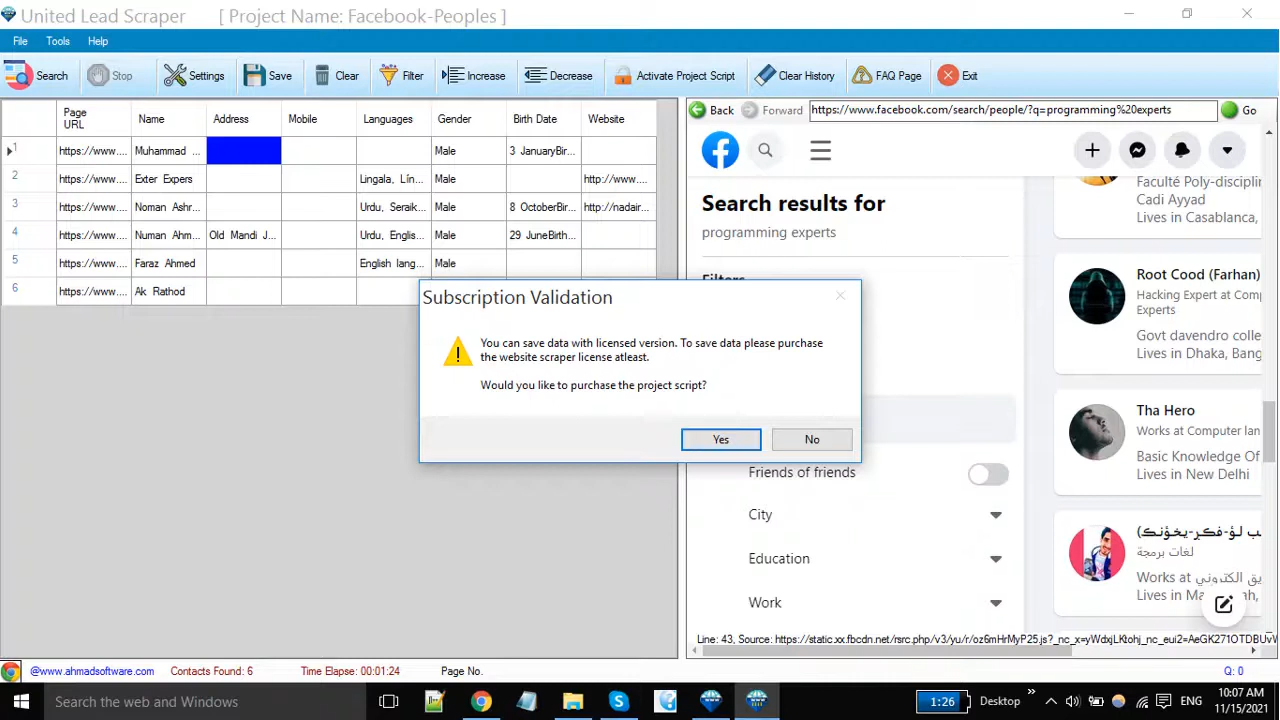 United Lead Scraper [ Project Name: Facebook-Peoples ]
File Tools Help
Search Stop Settings Save Clear Filter Increase Decrease Activate Project Script Clear History FAQ Page Exit
Page URL Name Address Mobile Languages Gender Birth Date Website
1 https://www.... Muhammad ... Male 3 JanuaryBir...
2 https://www.... Exter Expers Lingala, Lín... Male http://www....
3 https://www.... Noman Ashr... Urdu, Seraik... Male 8 OctoberBir... http://nadair...
4 https://www.... Numan Ahm... Old Mandi J... Urdu, Englis... Male 29 JuneBirth...
5 https://www.... Faraz Ahmed English lang... Male
6 https://www.... Ak Rathod
Back Forward https://www.facebook.com/search/people/?q=programming%20experts Go
Search results for
programming experts
Filters
Friends of friends
City
Education
Work
Faculté Poly-disciplin
Cadi Ayyad
Lives in Casablanca,
Root Cood (Farhan)
Hacking Expert at Comp
Experts
Govt davendro colle
Lives in Dhaka, Bang
Tha Hero
Works at Computer lan
Basic Knowledge Of
Lives in New Delhi
لغات برمجة
Works at
Lives in Ma
Subscription Validation
You can save data with licensed version. To save data please purchase
the website scraper license atleast.
Would you like to purchase the project script?
Yes No
Line: 43, Source: https://static.xx.fbcdn.net/rsrc.php/v3/yu/r/oz6mHrMyP25.js?_nc_x=yWdxjLKtohj_nc_eui2=AeGK271OTDBUvW
@www.ahmadsoftware.com Contacts Found: 6 Time Elapse: 00:01:24 Page No. Q: 0
Search the web and Windows
1:26 Desktop ENG
10:07 AM
11/15/2021